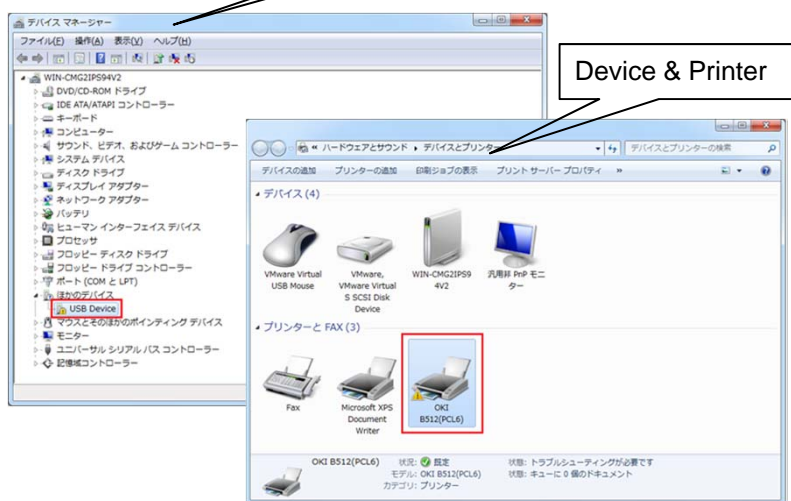 デバイス マネージャー
ファイル(F) 操作(A) 表示(V) ヘルプ(H)
WIN-CMG2IPS94V2
DVD/CD-ROM ドライブ
IDE ATA/ATAPI コントローラー
キーボード
コンピューター
サウンド、ビデオ、およびゲーム コントローラー
システム デバイス
ディスク ドライブ
ディスプレイ アダプター
ネットワーク アダプター
バッテリ
ヒューマン インターフェイス デバイス
プロセッサ
フロッピー ディスク ドライブ
フロッピー ドライブ コントローラー
ポート (COM と LPT)
ほかのデバイス
USB Device
マウスとそのほかのポインティング デバイス
モニター
ユニバーサル シリアル バス コントローラー
記憶域コントローラー
Device & Printer
« ハードウェアとサウンド ▸ デバイスとプリンター
デバイスとプリンターの検索
デバイスの追加 プリンターの追加 印刷ジョブの表示 プリント サーバー プロパティ »
デバイス (4)
VMware Virtual
USB Mouse
VMware,
VMware Virtual
S SCSI Disk
Device
WIN-CMG2IPS9
4V2
汎用非 PnP モニ
ター
プリンターと FAX (3)
Fax
Microsoft XPS
Document
Writer
OKI
B512(PCL6)
OKI B512(PCL6) 状況: 既定 状態: トラブルシューティングが必要です
モデル: OKI B512(PCL6) 状態: キューに 0 個のドキュメント
カテゴリ: プリンター